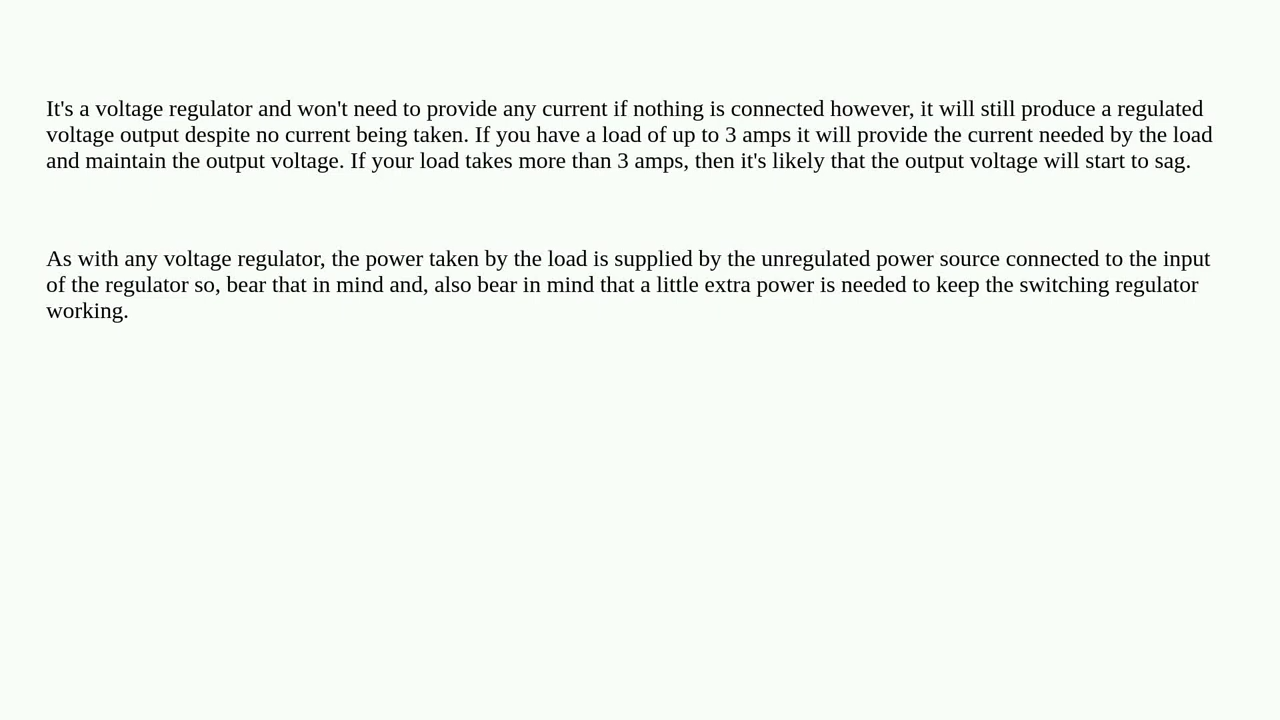 It's a voltage regulator and won't need to provide any current if nothing is connected however, it will still produce a regulated
voltage output despite no current being taken. If you have a load of up to 3 amps it will provide the current needed by the load
and maintain the output voltage. If your load takes more than 3 amps, then it's likely that the output voltage will start to sag.
As with any voltage regulator, the power taken by the load is supplied by the unregulated power source connected to the input
of the regulator so, bear that in mind and, also bear in mind that a little extra power is needed to keep the switching regulator
working.